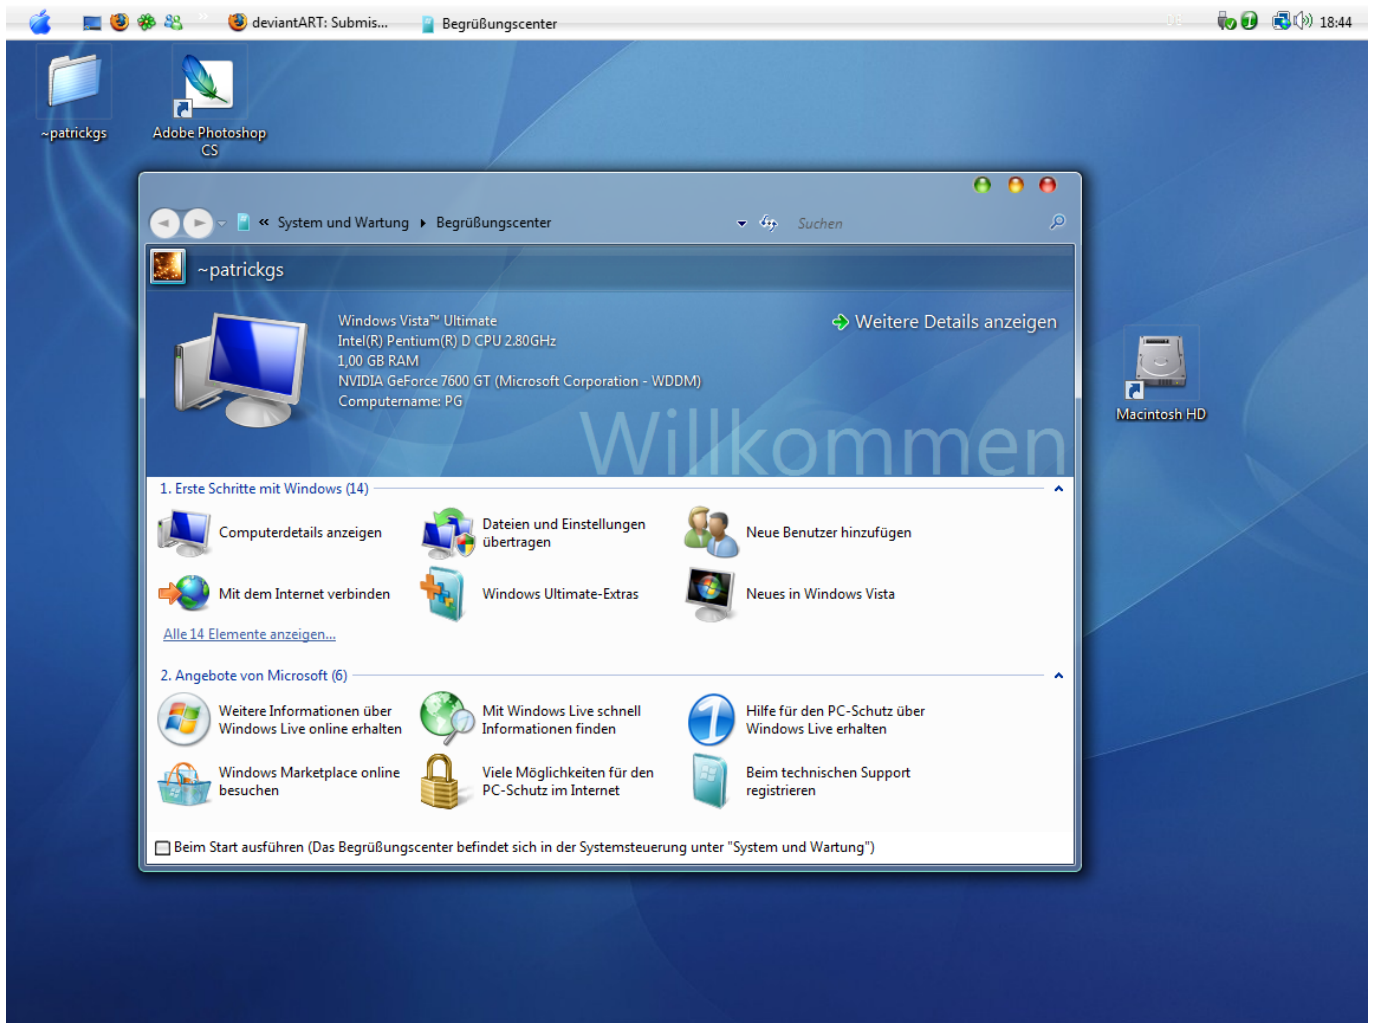 deviantART: Submis...
Begrüßungscenter
18:44
~patrickgs
Adobe Photoshop
CS
System und Wartung
Begrüßungscenter
Suchen
~patrickgs
Windows Vista™ Ultimate
Intel(R) Pentium(R) D CPU 2.80GHz
1,00 GB RAM
NVIDIA GeForce 7600 GT (Microsoft Corporation - WDDM)
Computername: PG
Weitere Details anzeigen
Willkommen
Macintosh HD
1. Erste Schritte mit Windows (14)
Computerdetails anzeigen
Dateien und Einstellungen
übertragen
Neue Benutzer hinzufügen
Mit dem Internet verbinden
Windows Ultimate-Extras
Neues in Windows Vista
Alle 14 Elemente anzeigen...
2. Angebote von Microsoft (6)
Weitere Informationen über
Windows Live online erhalten
Mit Windows Live schnell
Informationen finden
Hilfe für den PC-Schutz über
Windows Live erhalten
Windows Marketplace online
besuchen
Viele Möglichkeiten für den
PC-Schutz im Internet
Beim technischen Support
registrieren
Beim Start ausführen (Das Begrüßungscenter befindet sich in der Systemsteuerung unter "System und Wartung")